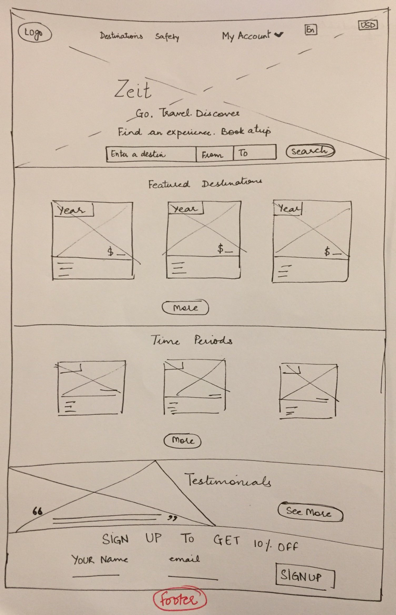 Logo Destinations Safety My Account En USD
Zeit
Go. Travel. Discover
Find an experience. Book a trip
Enter a destin From To Search
Featured Destinations
Year Year Year
$ $ $
More
Time Periods
More
Testimonials
“ ” See More
SIGN UP TO GET 10% OFF
YOUR Name email
SIGNUP
footer